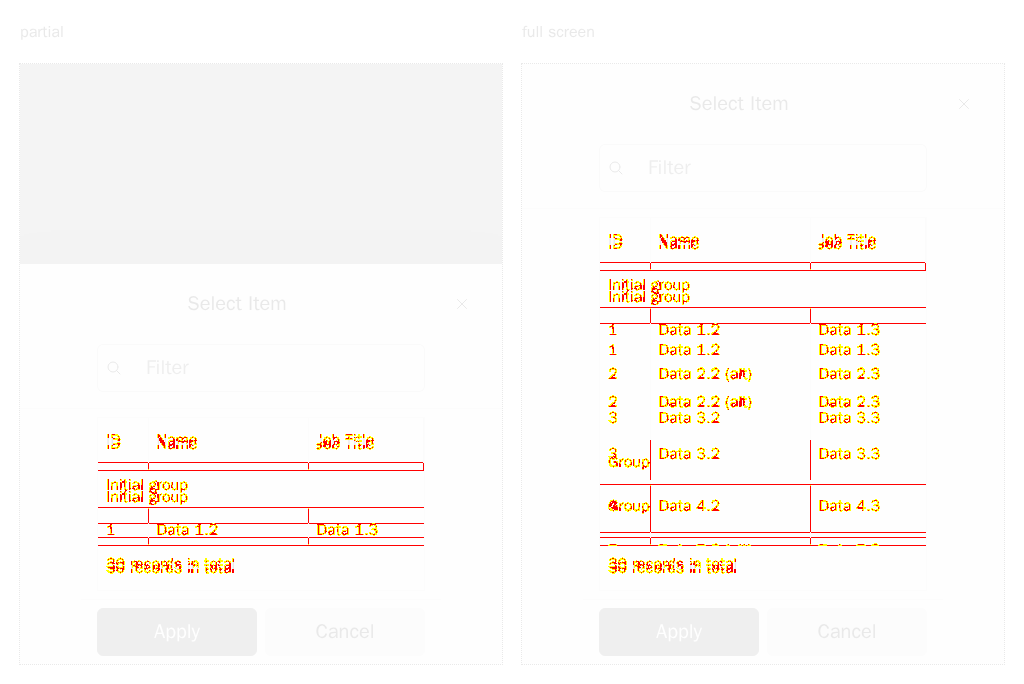 partial
full screen
Select Item
Filter
ID Name Job Title
Initial group
Initial group
1 Data 1.2 Data 1.3
30 records in total
Apply Cancel
Select Item
Filter
ID Name Job Title
Initial group
Initial group
1 Data 1.2 Data 1.3
1 Data 1.2 Data 1.3
2 Data 2.2 (alt) Data 2.3
2 Data 2.2 (alt) Data 2.3
3 Data 3.2 Data 3.3
3 Data 3.2 Data 3.3
Group
Group Data 4.2 Data 4.3
30 records in total
Apply Cancel